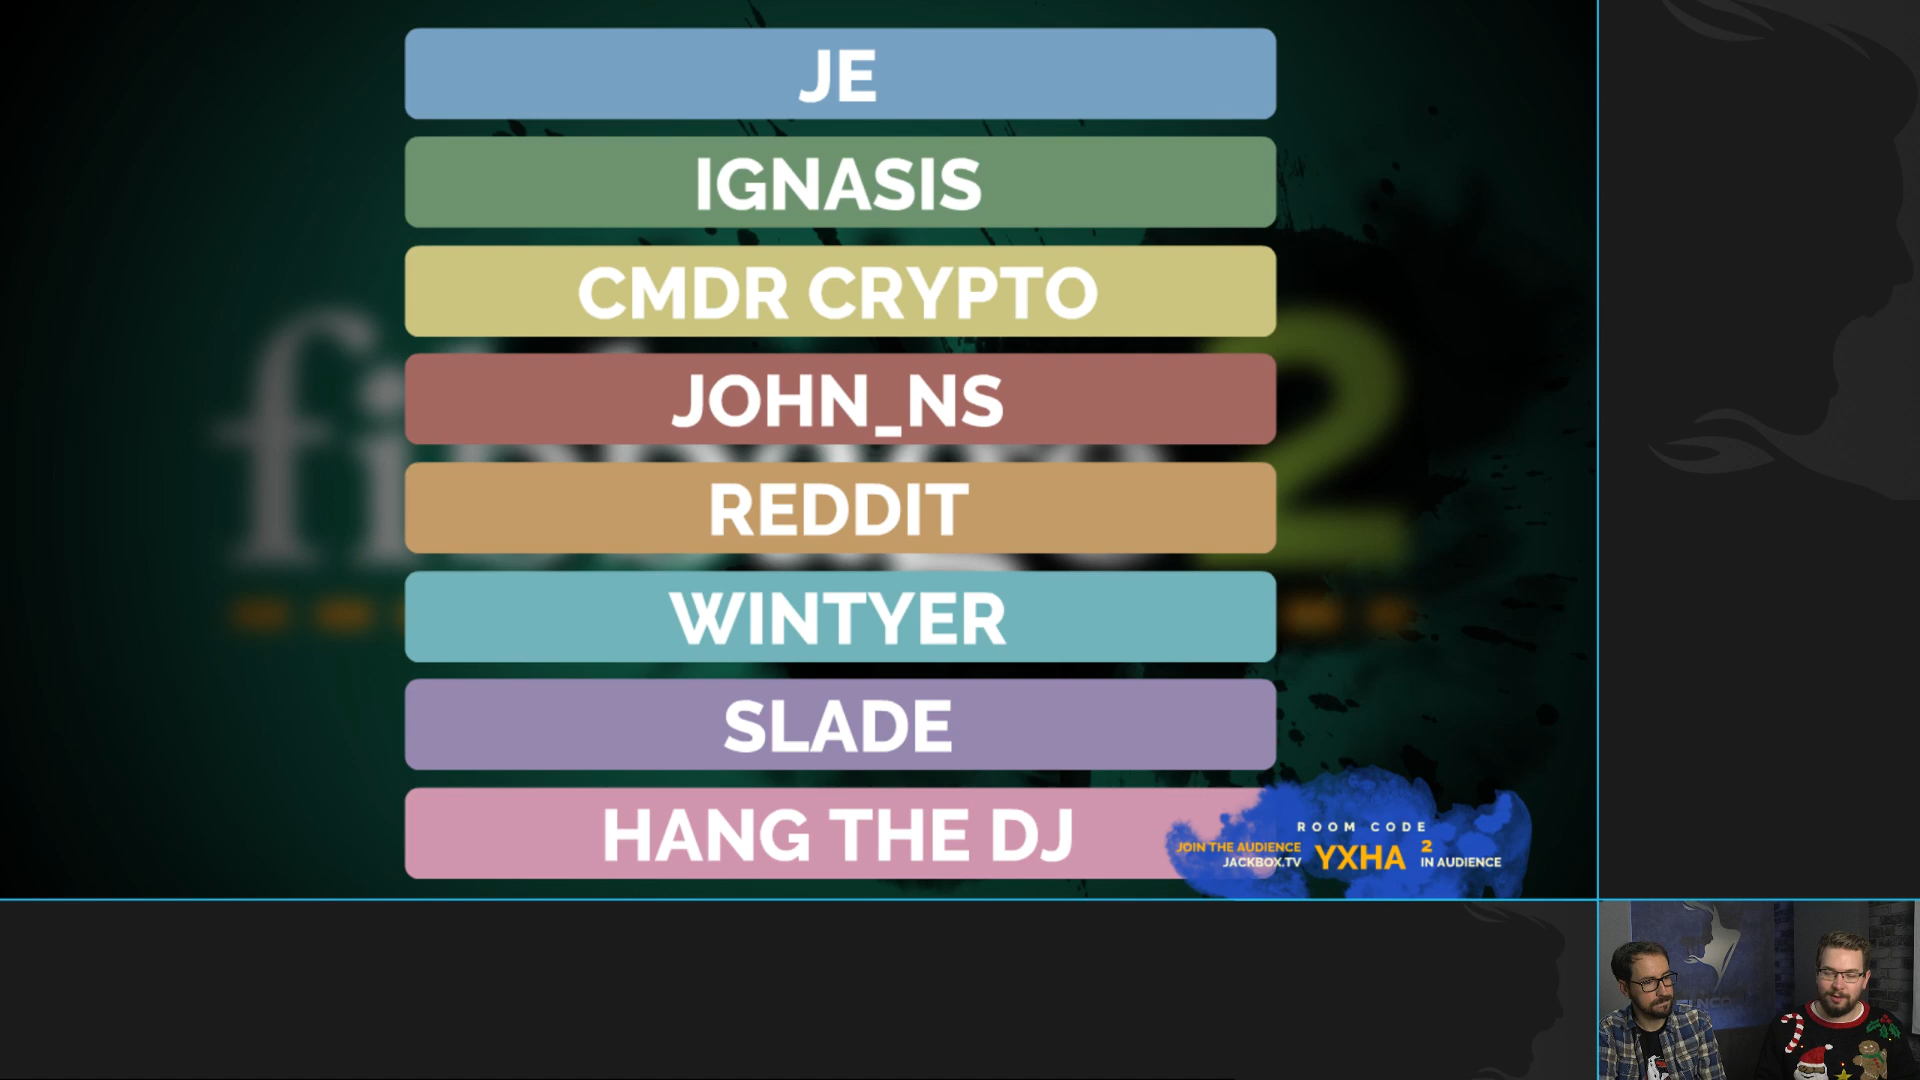 JE
IGNASIS
CMDR CRYPTO
JOHN_NS
REDDIT
WINTYER
SLADE
HANG THE DJ
2
ROOM CODE
JOIN THE AUDIENCE
JACKBOX.TV
YXHA
2
IN AUDIENCE